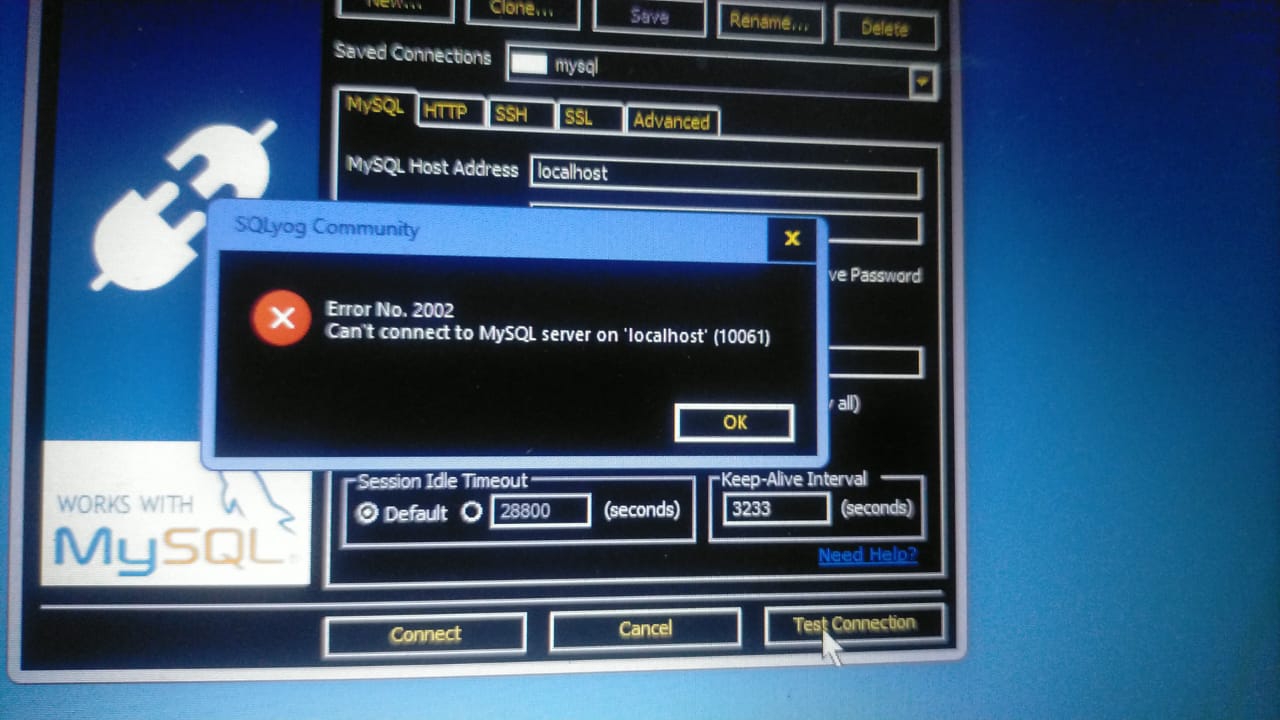 New...
Clone...
Save
Rename...
Delete
Saved Connections
mysql
MySQL
HTTP
SSH
SSL
Advanced
MySQL Host Address
localhost
SQLyog Community
x
ve Password
Error No. 2002
Can't connect to MySQL server on 'localhost' (10061)
all)
OK
Session Idle Timeout
Default
28800
(seconds)
Keep-Alive Interval
3233
(seconds)
WORKS WITH
MySQL
Need Help?
Connect
Cancel
Test Connection